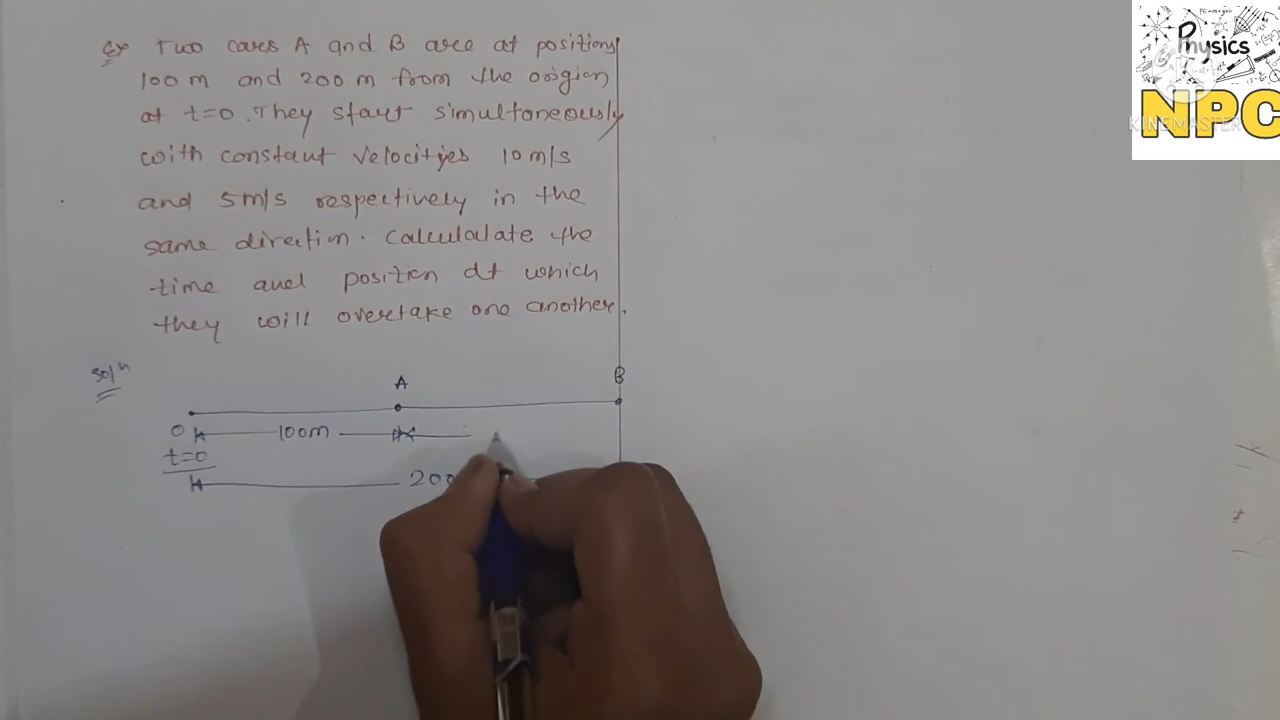 Ex Two cars A and B are at positions
100 m and 200 m from the origin
at t=0. They start simultaneously
with constant velocities 10 m/s
and 5 m/s respectively in the
same direction. Calculalate the
time and position at which
they will overtake one another.
Solⁿ
A B
O 100m
t=0
200
Physics
NPC
KINEMASTER